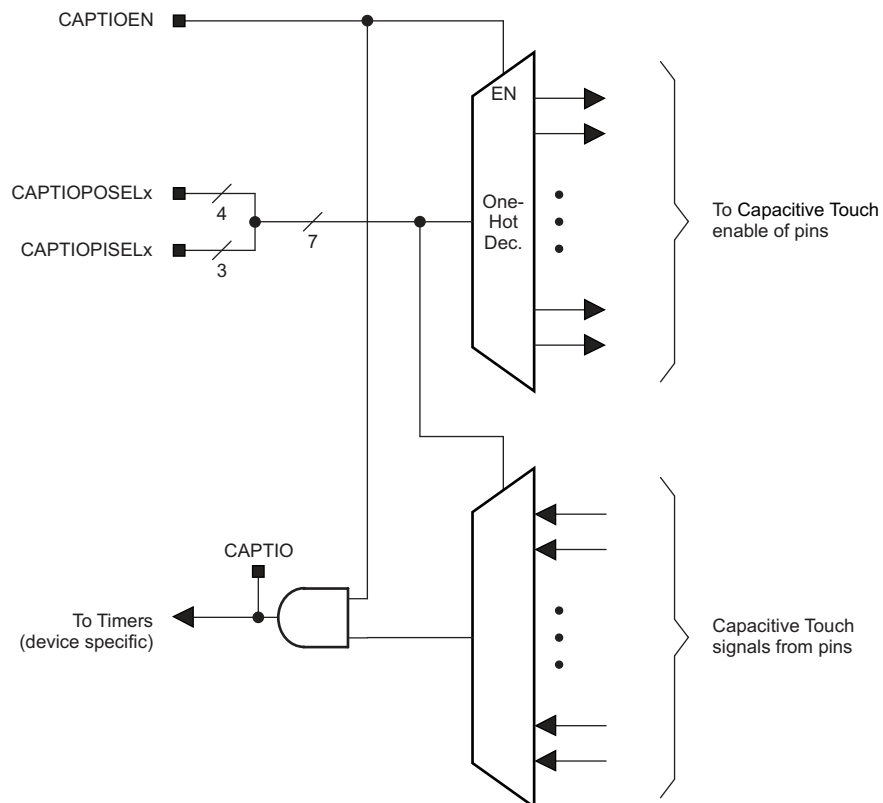 CAPTIOEN
EN
CAPTIOPOSELx
4
CAPTIOPISELx
3
7
One-
Hot
Dec.
To Capacitive Touch
enable of pins
CAPTIO
To Timers
(device specific)
Capacitive Touch
signals from pins